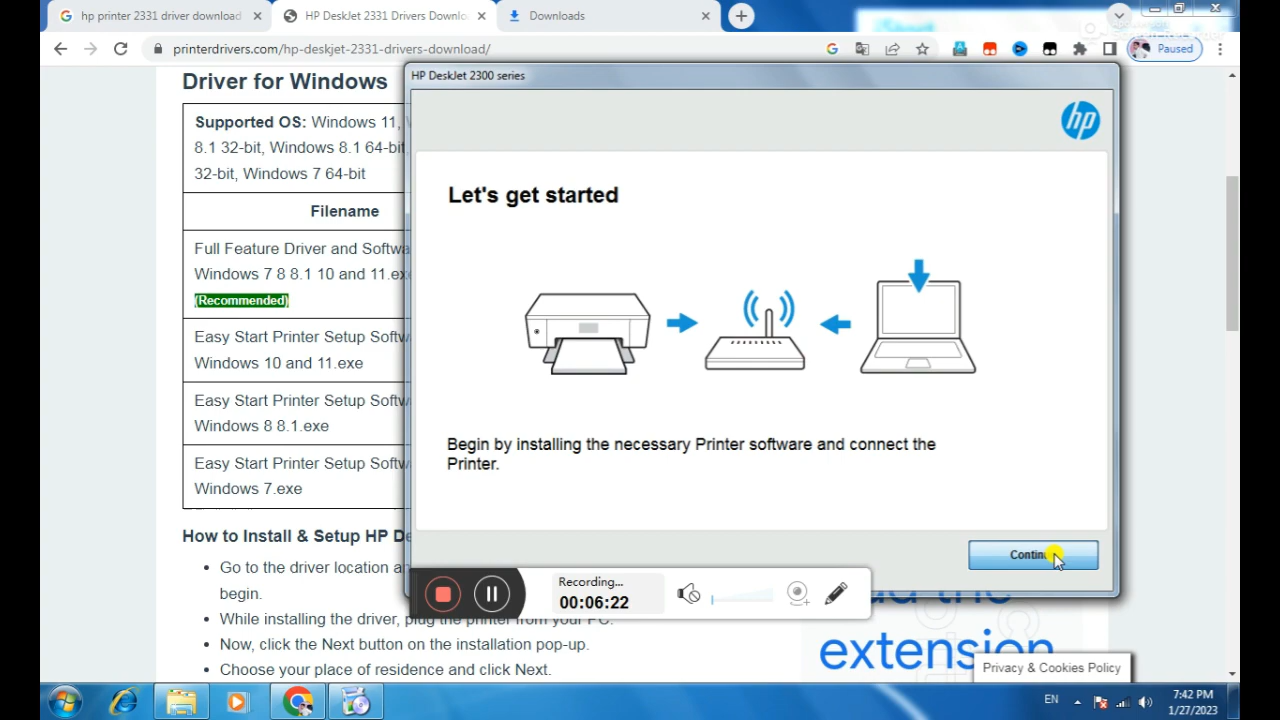 hp printer 2331 driver download
HP DeskJet 2331 Drivers Downlo
Downloads
printerdrivers.com/hp-deskjet-2331-drivers-download/
Paused
Driver for Windows
HP DeskJet 2300 series
Supported OS: Windows 11,
8.1 32-bit, Windows 8.1 64-bit
32-bit, Windows 7 64-bit
Filename
Full Feature Driver and Softwa
Windows 7 8 8.1 10 and 11.exe
(Recommended)
Easy Start Printer Setup Softw
Windows 10 and 11.exe
Easy Start Printer Setup Softw
Windows 8 8.1.exe
Easy Start Printer Setup Softw
Windows 7.exe
hp
Let's get started
Begin by installing the necessary Printer software and connect the
Printer.
Continu
How to Install & Setup HP De
Go to the driver location an
begin.
While installing the driver, plug the printer from your PC.
Now, click the Next button on the installation pop-up.
Choose your place of residence and click Next.
Recording...
00:06:22
extension
Privacy & Cookies Policy
EN
7:42 PM
1/27/2023